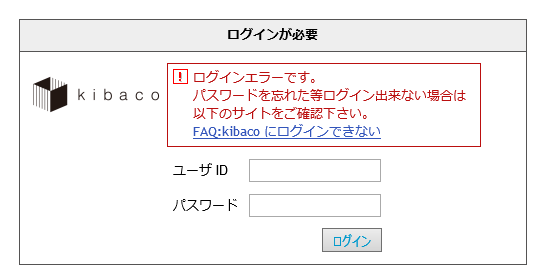 ログインが必要
kibaco
ログインエラーです。
パスワードを忘れた等ログイン出来ない場合は
以下のサイトをご確認下さい。
FAQ:kibaco にログインできない
ユーザ ID
パスワード
ログイン